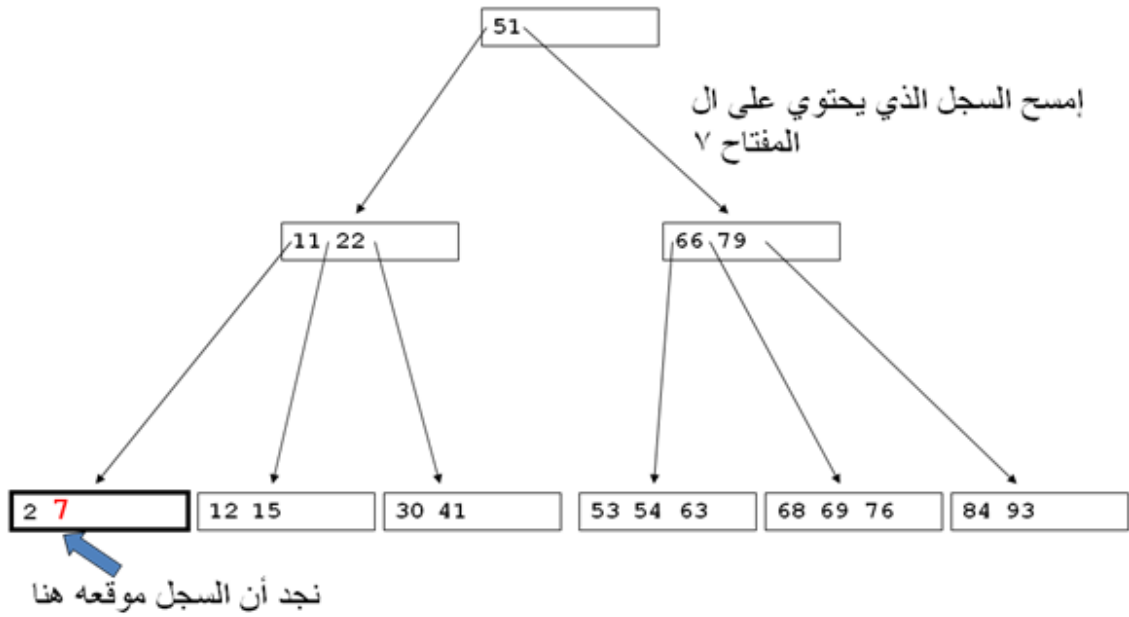 51
إمسح السجل الذي يحتوي على ال
المفتاح ٧
11 22
66 79
2 7
12 15
30 41
53 54 63
68 69 76
84 93
نجد أن السجل موقعه هنا